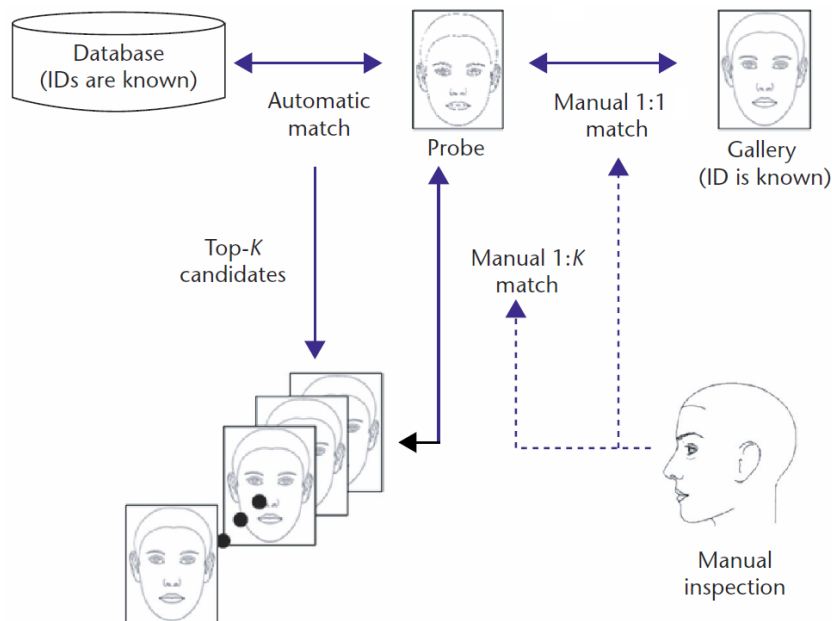 Database
(IDs are known)
Automatic
match
Probe
Manual 1:1
match
Gallery
(ID is known)
Top-K
candidates
Manual 1:K
match
Manual
inspection